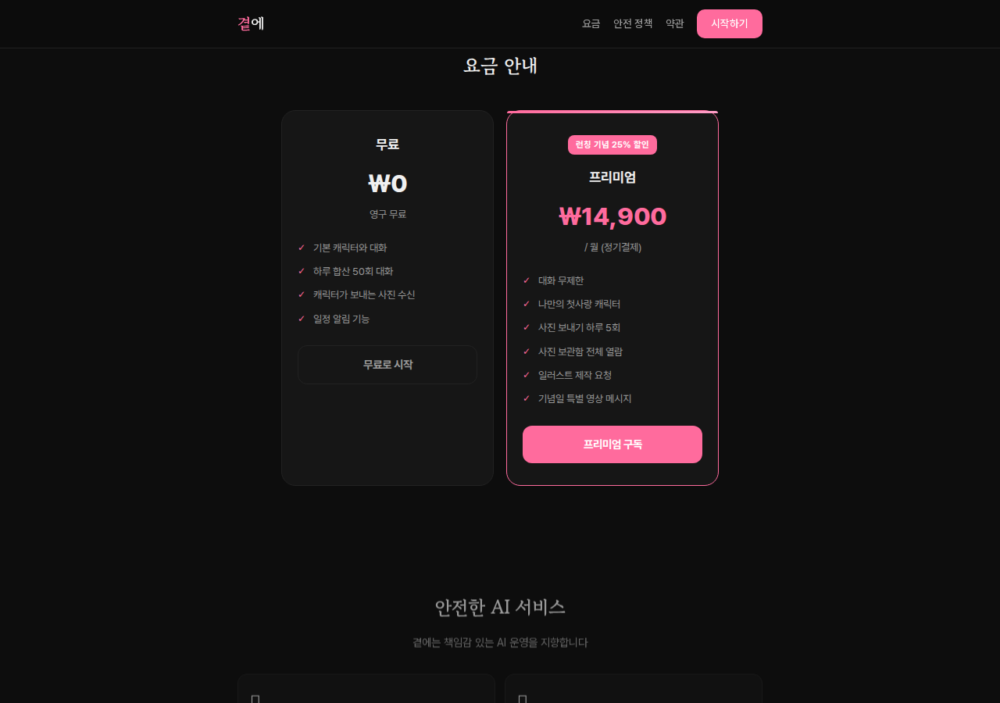 곁에
요금
안전 정책
약관
시작하기
요금 안내
무료
₩0
영구 무료
✓ 기본 캐릭터와 대화
✓ 하루 합산 50회 대화
✓ 캐릭터가 보내는 사진 수신
✓ 일정 알림 기능
무료로 시작
런칭 기념 25% 할인
프리미엄
₩14,900
/ 월 (정기결제)
✓ 대화 무제한
✓ 나만의 첫사랑 캐릭터
✓ 사진 보내기 하루 5회
✓ 사진 보관함 전체 열람
✓ 일러스트 제작 요청
✓ 기념일 특별 영상 메시지
프리미엄 구독
안전한 AI 서비스
곁에는 책임감 있는 AI 운영을 지향합니다